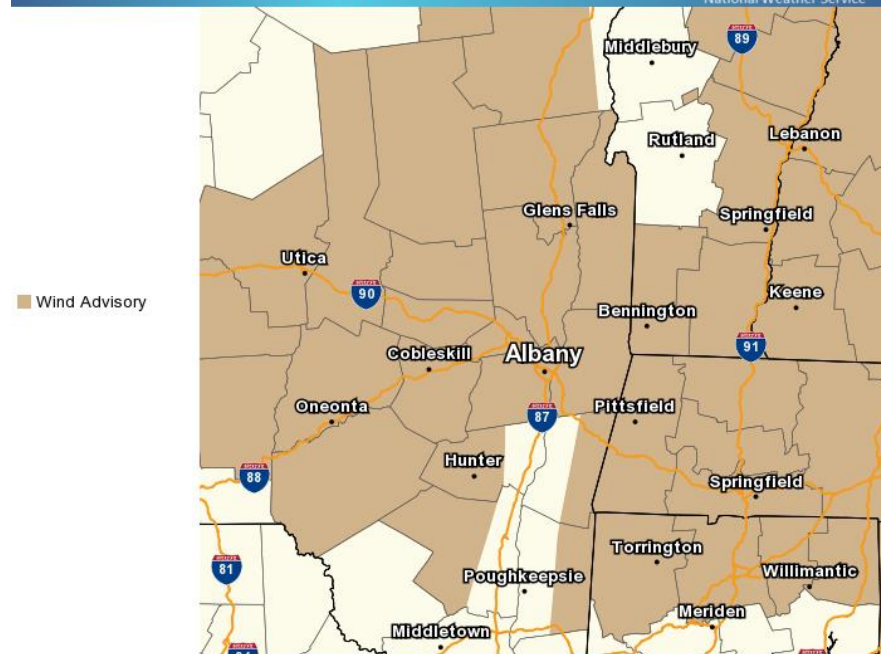 National Weather Service
Middlebury
89
Rutland
Lebanon
Glens Falls
Springfield
Utica
90
Keene
Wind Advisory
Bennington
Cobleskill
Albany
91
Oneonta
87
Pittsfield
Hunter
88
Springfield
Torrington
81
Willimantic
Poughkeepsie
Meriden
Middletown